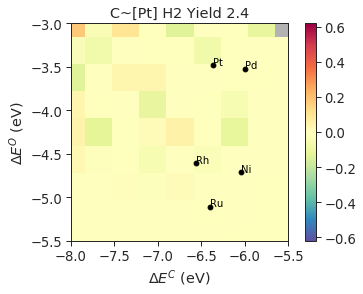 C~[Pt] H2 Yield 2.4
−3.0
−3.5
−4.0
−4.5
−5.0
−5.5
ΔE^O (eV)
Pt
Pd
Rh
Ni
Ru
−8.0 −7.5 −7.0 −6.5 −6.0 −5.5
ΔE^C (eV)
0.6
0.4
0.2
0.0
−0.2
−0.4
−0.6